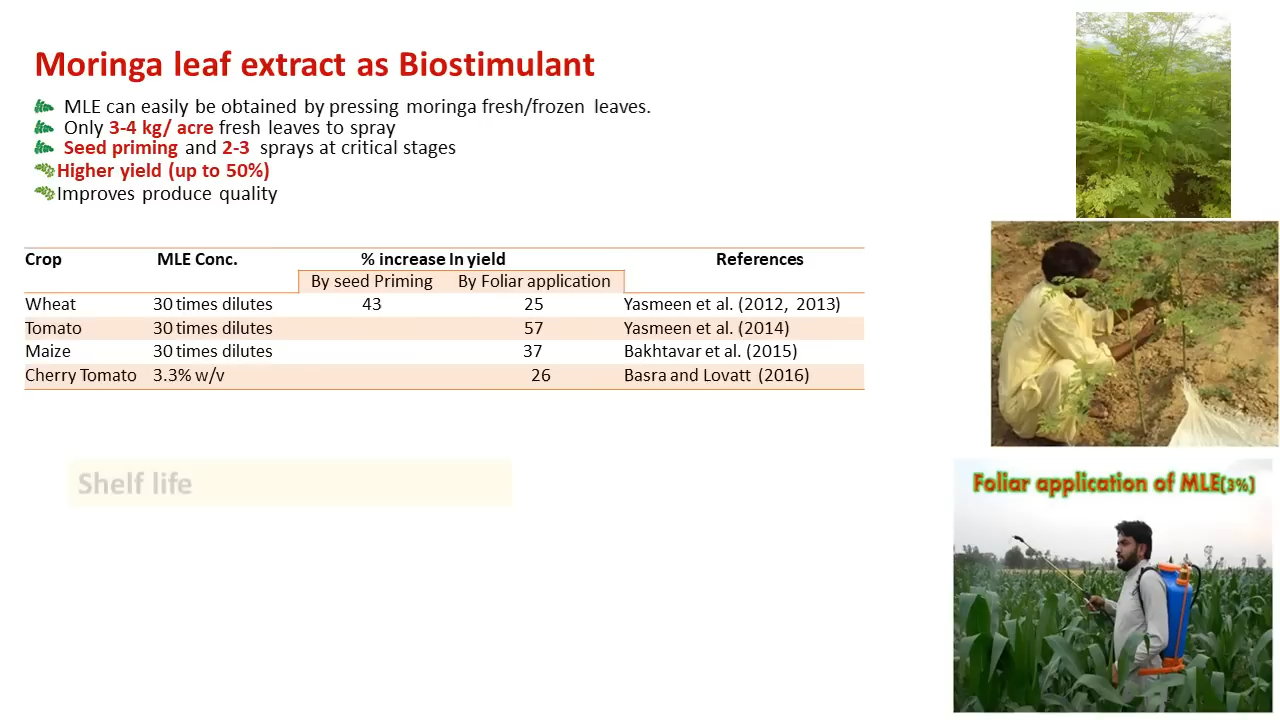 Moringa leaf extract as Biostimulant
MLE can easily be obtained by pressing moringa fresh/frozen leaves.
Only 3-4 kg/ acre fresh leaves to spray
Seed priming and 2-3 sprays at critical stages
Higher yield (up to 50%)
Improves produce quality
Crop MLE Conc. % increase In yield References
By seed Priming By Foliar application
Wheat 30 times dilutes 43 25 Yasmeen et al. (2012, 2013)
Tomato 30 times dilutes 57 Yasmeen et al. (2014)
Maize 30 times dilutes 37 Bakhtavar et al. (2015)
Cherry Tomato 3.3% w/v 26 Basra and Lovatt (2016)
Shelf life
Foliar application of MLE(3%)